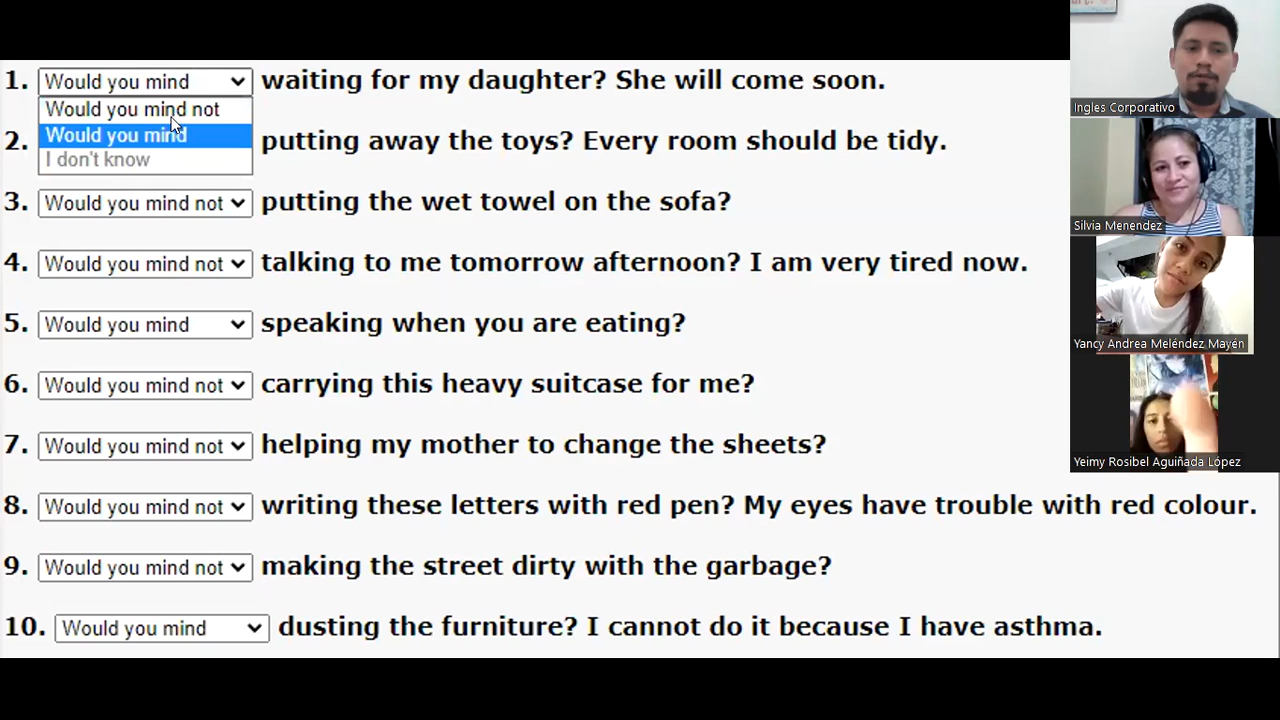 1. Would you mind waiting for my daughter? She will come soon.
Would you mind not
Would you mind
I don't know
2. putting away the toys? Every room should be tidy.
3. Would you mind not putting the wet towel on the sofa?
4. Would you mind not talking to me tomorrow afternoon? I am very tired now.
5. Would you mind speaking when you are eating?
6. Would you mind not carrying this heavy suitcase for me?
7. Would you mind not helping my mother to change the sheets?
8. Would you mind not writing these letters with red pen? My eyes have trouble with red colour.
9. Would you mind not making the street dirty with the garbage?
10. Would you mind dusting the furniture? I cannot do it because I have asthma.
Ingles Corporativo
Silvia Menendez
Yancy Andrea Meléndez Mayén
Yeimy Rosibel Aguiñada López